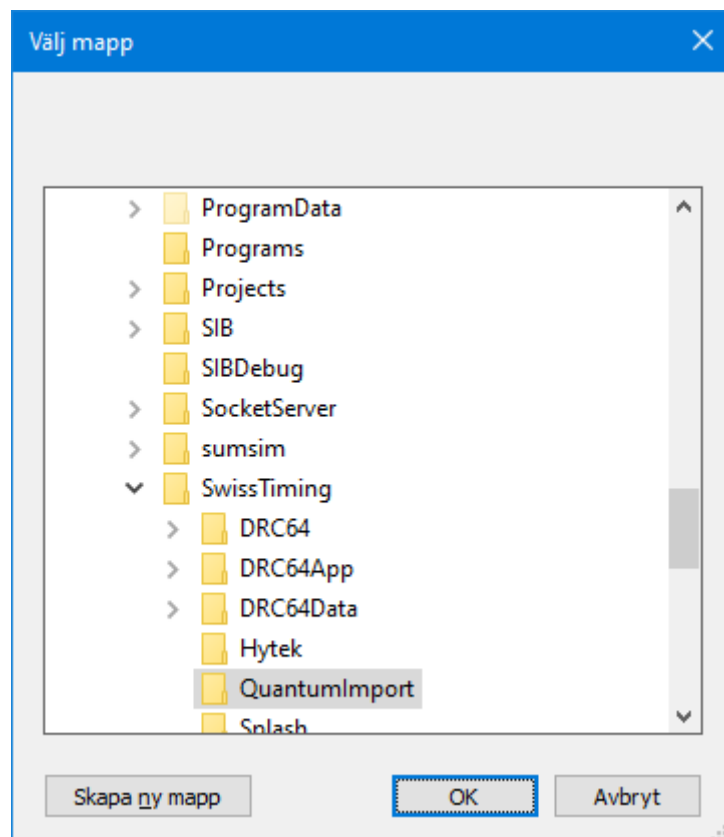 Välj mapp
ProgramData
Programs
Projects
SIB
SIBDebug
SocketServer
sumsim
SwissTiming
DRC64
DRC64App
DRC64Data
Hytek
QuantumImport
Splash
Skapa ny mapp OK Avbryt